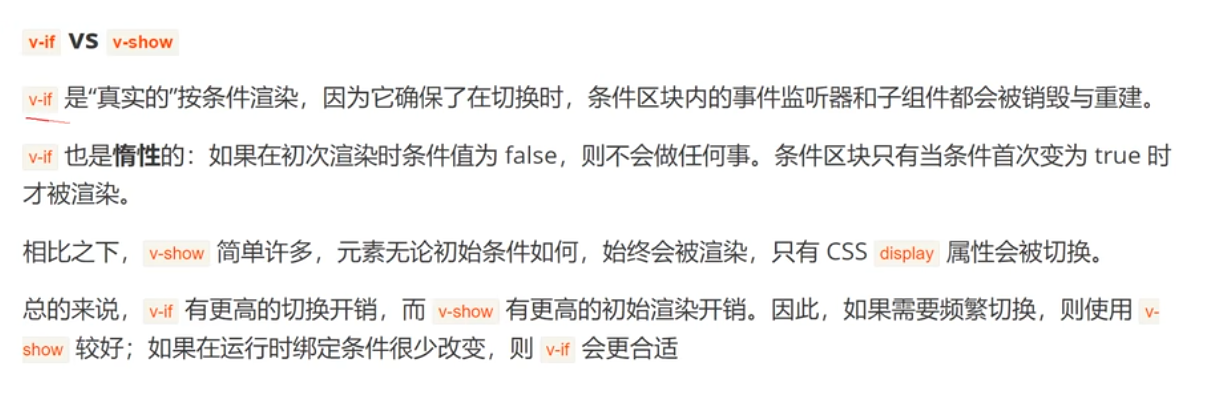 v-if VS v-show
v-if 是“真实的”按条件渲染，因为它确保了在切换时，条件区块内的事件监听器和子组件都会被销毁与重建。
v-if 也是惰性的：如果在初次渲染时条件值为 false，则不会做任何事。条件区块只有当条件首次变为 true 时
才被渲染。
相比之下，v-show 简单许多，元素无论初始条件如何，始终会被渲染，只有 CSS display 属性会被切换。
总的来说，v-if 有更高的切换开销，而 v-show 有更高的初始渲染开销。因此，如果需要频繁切换，则使用 v-
show 较好；如果在运行时绑定条件很少改变，则 v-if 会更合适